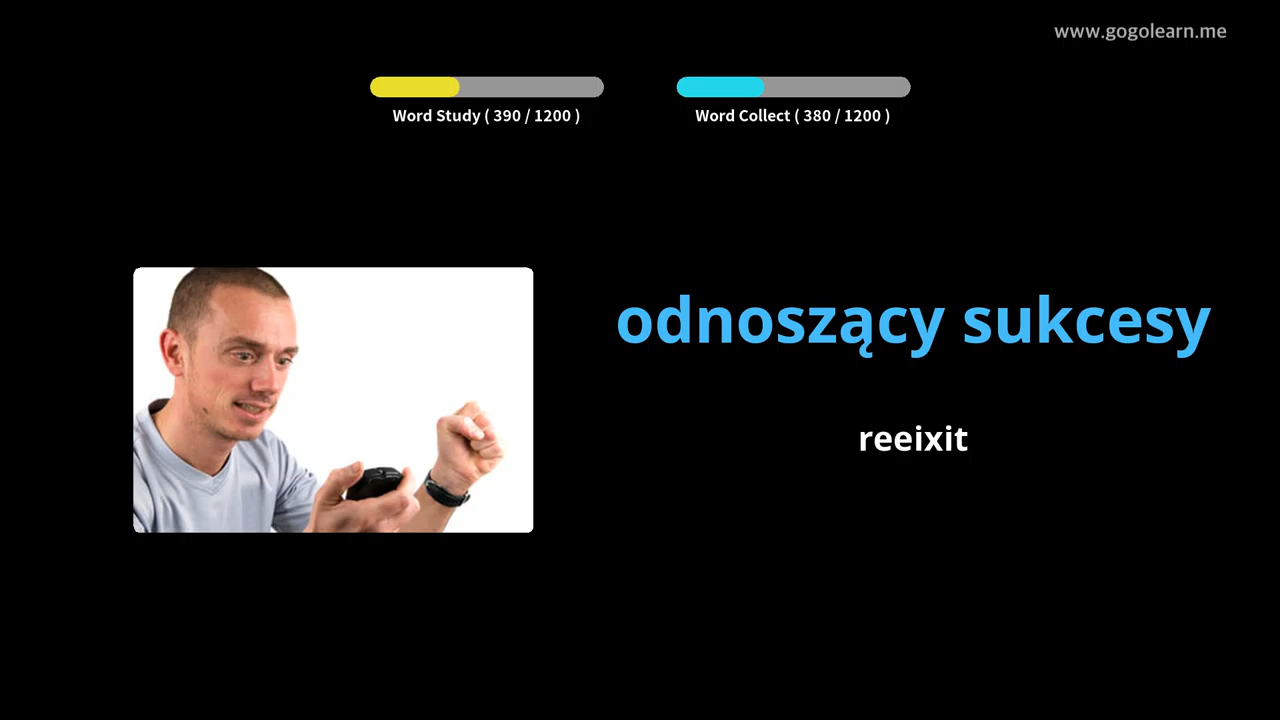 www.gogolearn.me
Word Study ( 390 / 1200 )
Word Collect ( 380 / 1200 )
odnoszący sukcesy
reeixit